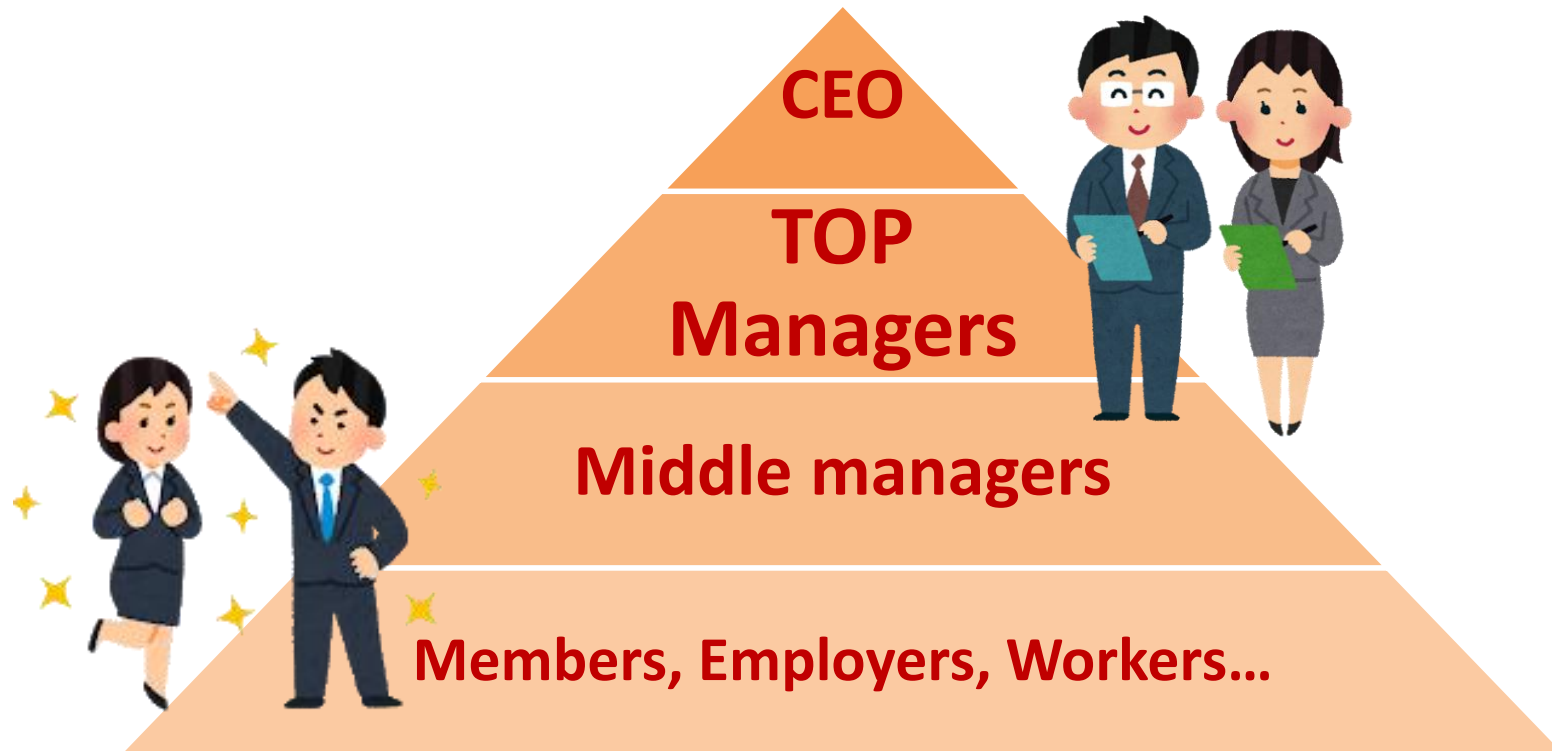 CEO
TOP
Managers
Middle managers
Members, Employers, Workers…